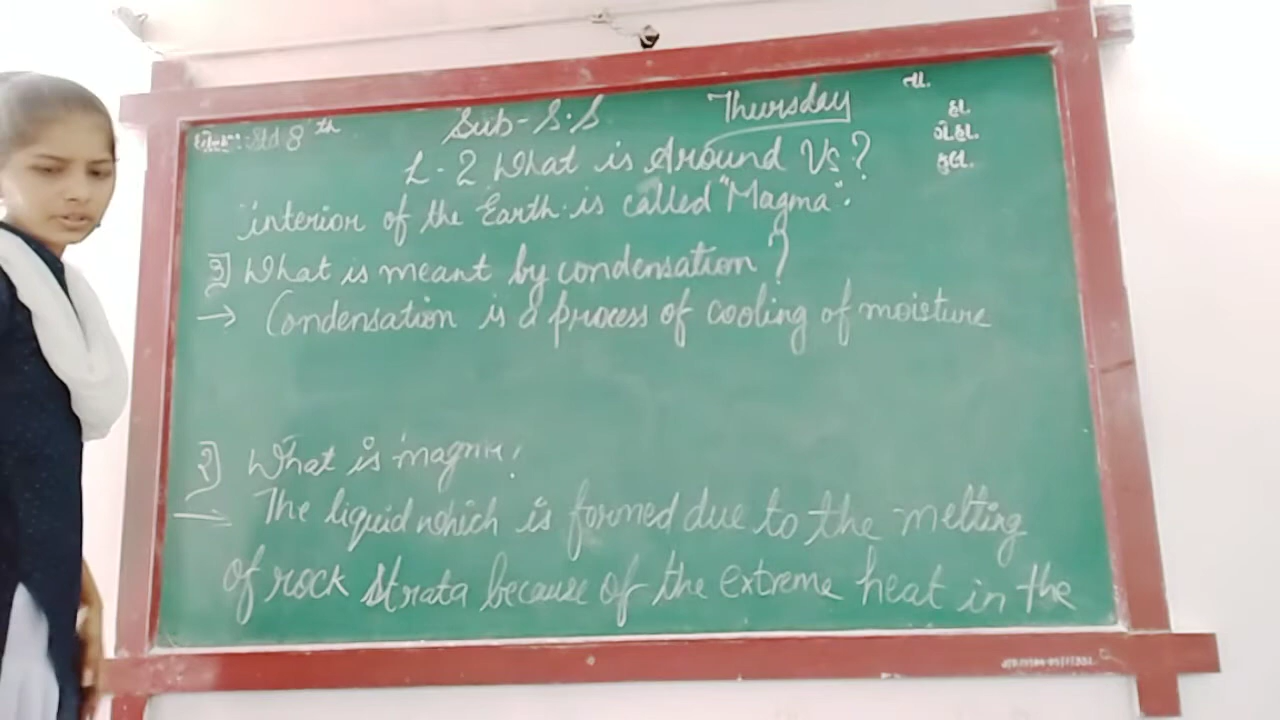 Std 8th
Sub-S.S
Thursday
તા.
હા.
ગે.હા.
કુલ.
L-2 What is Around Us?
interior of the Earth is called "Magma".
૩] What is meant by condensation?
→ Condensation is a process of cooling of moisture
૨] What is magma?
The liquid which is formed due to the melting
of rock strata because of the extreme heat in the